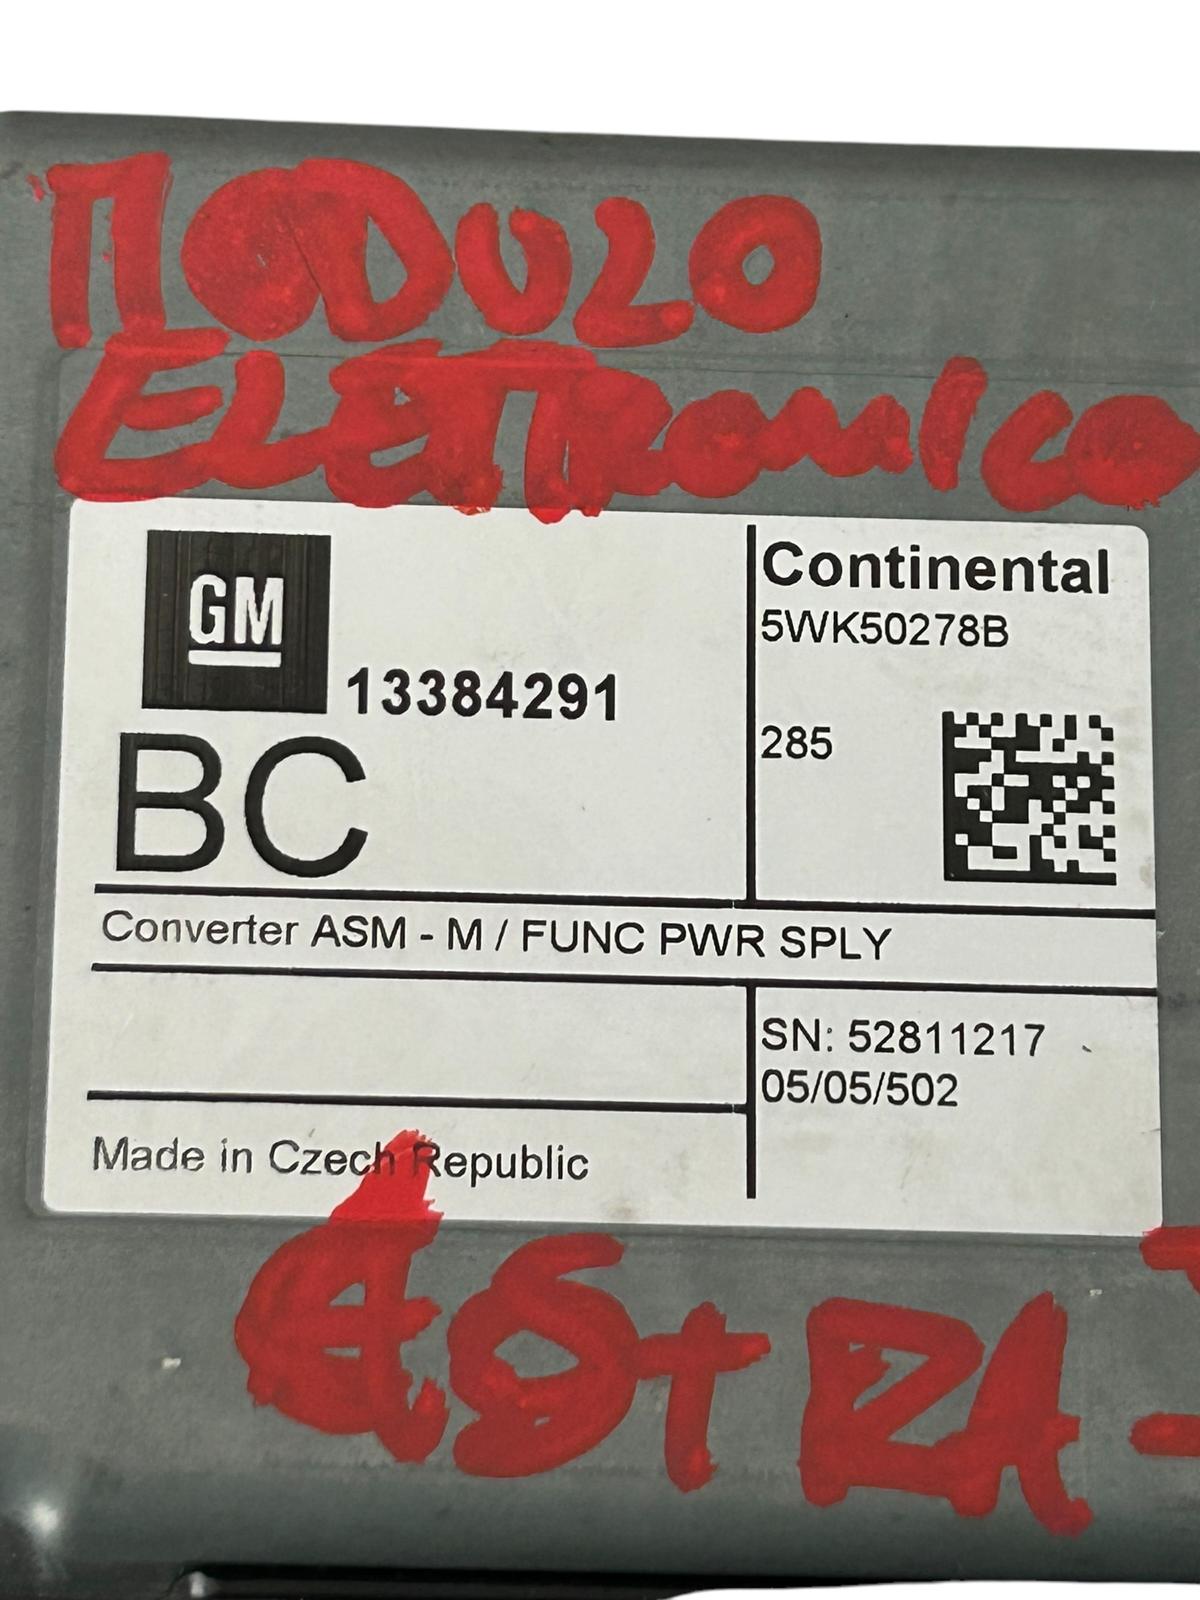 MODULO
ELETRONICO
GM
13384291
BC
Continental
5WK50278B
285
Converter ASM - M / FUNC PWR SPLY
SN: 52811217
05/05/502
Made in Czech Republic
ASTRA -